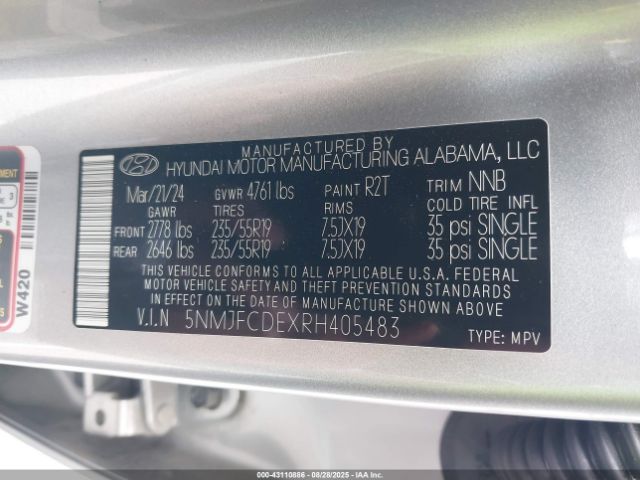 MANUFACTURED BY
HYUNDAI MOTOR MANUFACTURING ALABAMA, LLC
Mar/21/24 GVWR 4761 lbs PAINT R2T TRIM NNB
GAWR TIRES RIMS COLD TIRE INFL
FRONT 2778 lbs 235/55R19 7.5JX19 35 psi SINGLE
REAR 2646 lbs 235/55R19 7.5JX19 35 psi SINGLE
THIS VEHICLE CONFORMS TO ALL APPLICABLE U.S.A. FEDERAL
MOTOR VEHICLE SAFETY AND THEFT PREVENTION STANDARDS
IN EFFECT ON THE DATE OF MANUFACTURE SHOWN ABOVE.
V.I.N 5NMJFCDEXRH405483
TYPE: MPV
W420
000-43110886 - 08/28/2025 - IAAI.COM